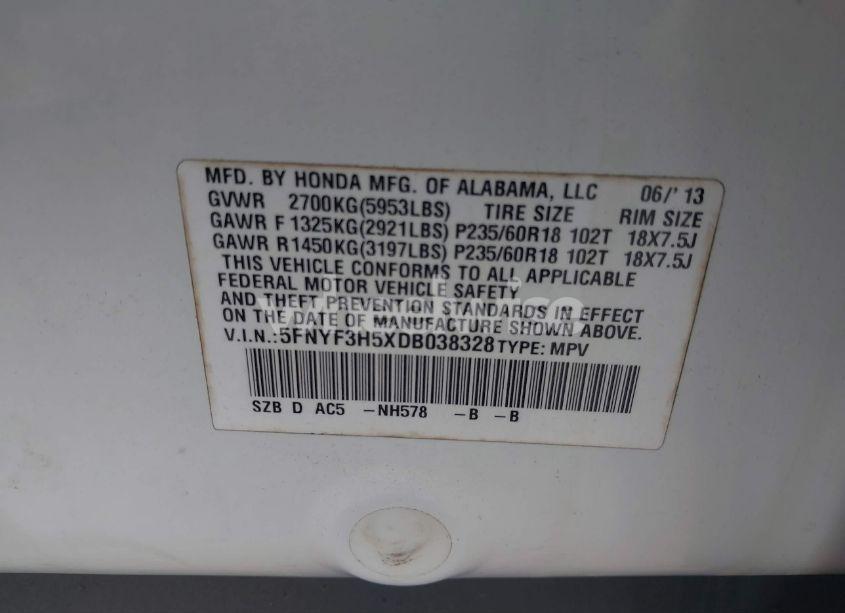 MFD. BY HONDA MFG. OF ALABAMA, LLC 06/'13
GVWR 2700KG(5953LBS) TIRE SIZE RIM SIZE
GAWR F 1325KG(2921LBS) P235/60R18 102T 18X7.5J
GAWR R 1450KG(3197LBS) P235/60R18 102T 18X7.5J
THIS VEHICLE CONFORMS TO ALL APPLICABLE
FEDERAL MOTOR VEHICLE SAFETY
AND THEFT PREVENTION STANDARDS IN EFFECT
ON THE DATE OF MANUFACTURE SHOWN ABOVE.
V.I.N.:5FNYF3H5XDB038328 TYPE: MPV
SZB D AC5 -NH578 -B -B